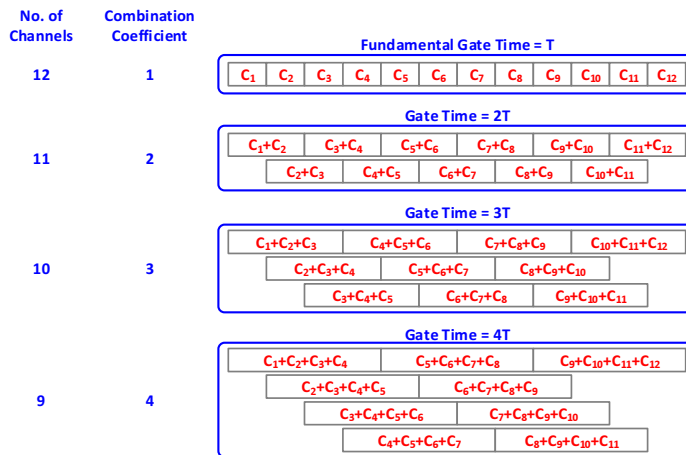 No. of Channels
Combination Coefficient
Fundamental Gate Time = T
12 1 C₁ C₂ C₃ C₄ C₅ C₆ C₇ C₈ C₉ C₁₀ C₁₁ C₁₂
Gate Time = 2T
11 2
C₁+C₂ C₃+C₄ C₅+C₆ C₇+C₈ C₉+C₁₀ C₁₁+C₁₂
C₂+C₃ C₄+C₅ C₆+C₇ C₈+C₉ C₁₀+C₁₁
Gate Time = 3T
10 3
C₁+C₂+C₃ C₄+C₅+C₆ C₇+C₈+C₉ C₁₀+C₁₁+C₁₂
C₂+C₃+C₄ C₅+C₆+C₇ C₈+C₉+C₁₀
C₃+C₄+C₅ C₆+C₇+C₈ C₉+C₁₀+C₁₁
Gate Time = 4T
9 4
C₁+C₂+C₃+C₄ C₅+C₆+C₇+C₈ C₉+C₁₀+C₁₁+C₁₂
C₂+C₃+C₄+C₅ C₆+C₇+C₈+C₉
C₃+C₄+C₅+C₆ C₇+C₈+C₉+C₁₀
C₄+C₅+C₆+C₇ C₈+C₉+C₁₀+C₁₁